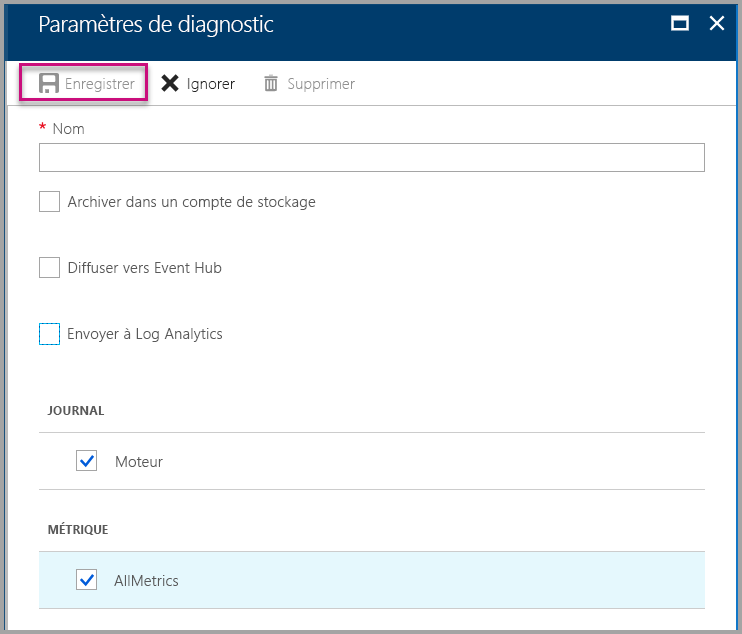 Paramètres de diagnostic
Enregistrer Ignorer Supprimer
* Nom
Archiver dans un compte de stockage
Diffuser vers Event Hub
Envoyer à Log Analytics
JOURNAL
Moteur
MÉTRIQUE
AllMetrics